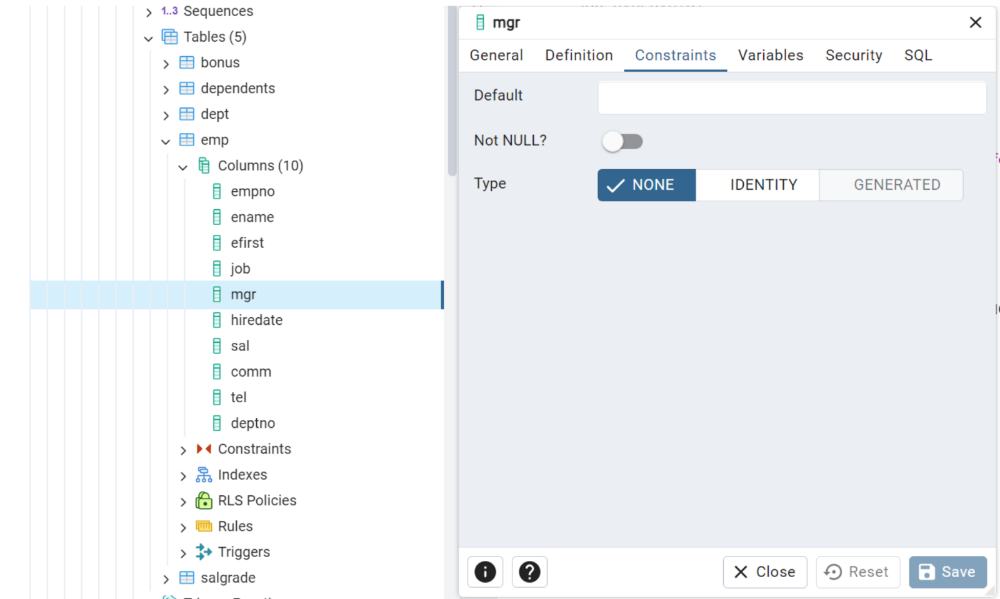 1..3 Sequences
Tables (5)
bonus
dependents
dept
emp
Columns (10)
empno
ename
efirst
job
mgr
hiredate
sal
comm
tel
deptno
Constraints
Indexes
RLS Policies
Rules
Triggers
salgrade
mgr
General Definition Constraints Variables Security SQL
Default
Not NULL?
Type NONE IDENTITY GENERATED
Close Reset Save